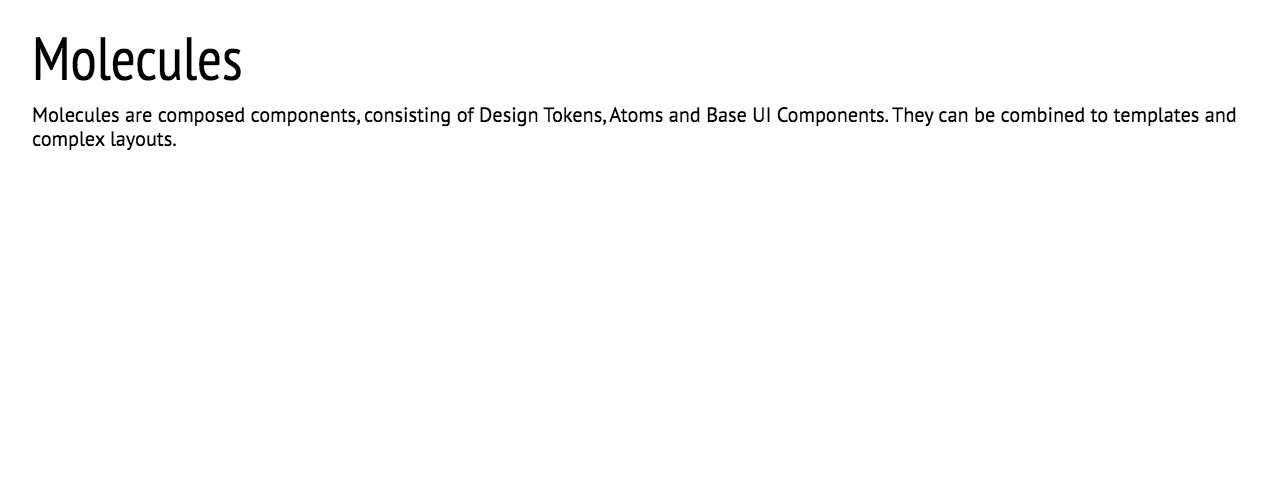 Molecules
Molecules are composed components, consisting of Design Tokens, Atoms and Base UI Components. They can be combined to templates and
complex layouts.